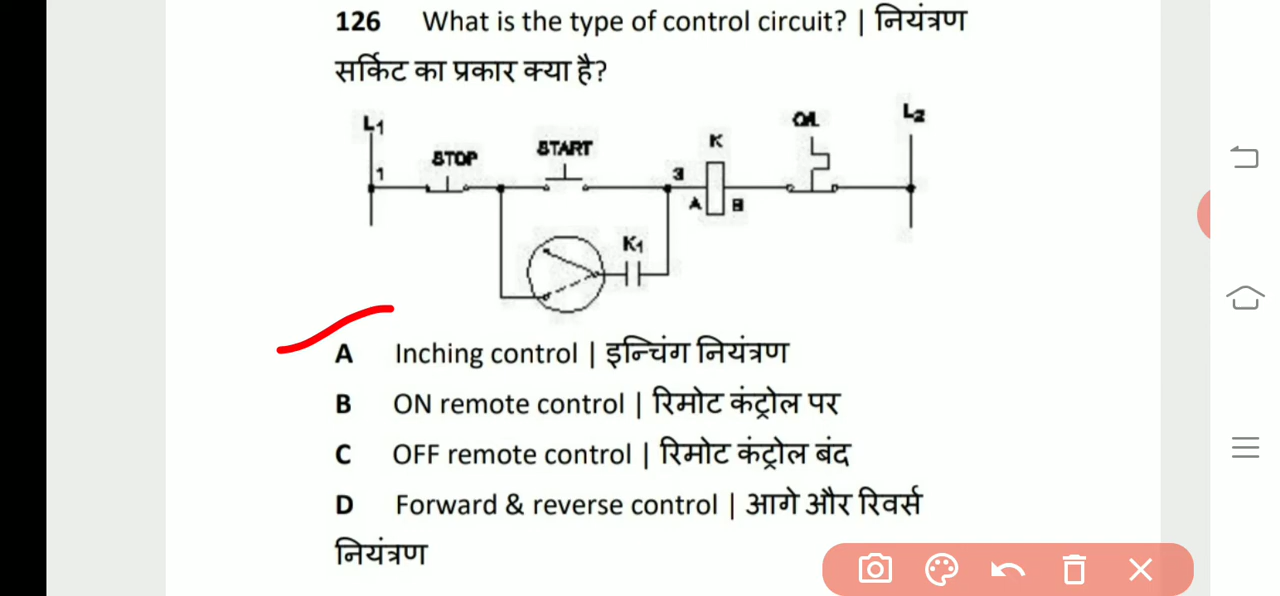 126 What is the type of control circuit? | नियंत्रण
सर्किट का प्रकार क्या है?
L1
L2
O/L
K
START
STOP
1
3
A
B
K1
A Inching control | इन्चिंग नियंत्रण
B ON remote control | रिमोट कंट्रोल पर
C OFF remote control | रिमोट कंट्रोल बंद
D Forward & reverse control | आगे और रिवर्स
नियंत्रण